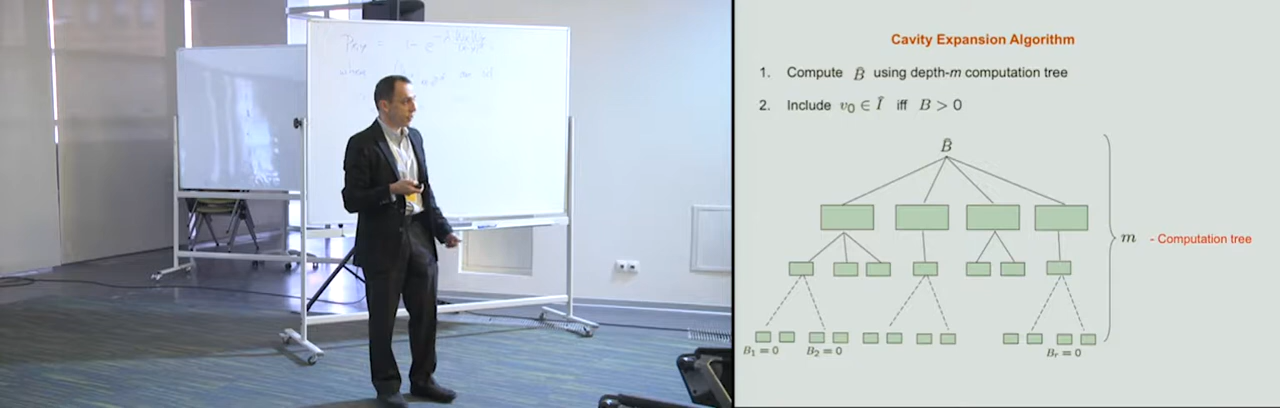 where
Cavity Expansion Algorithm
1. Compute B̂ using depth-m computation tree
2. Include v₀ ∈ Î iff B > 0
B̂
m - Computation tree
B₁ = 0 B₂ = 0 Bᵣ = 0